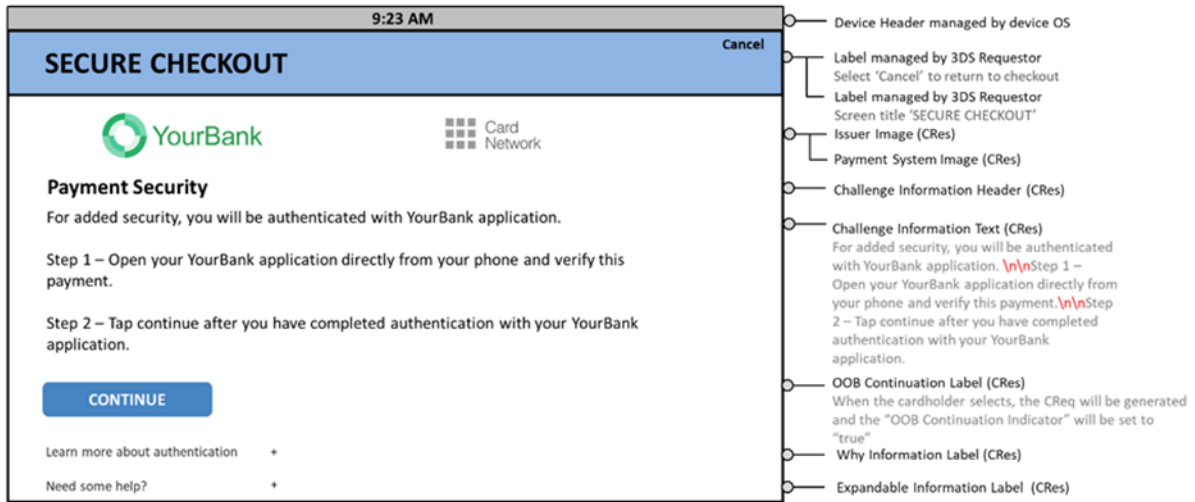 9:23 AM
Cancel
SECURE CHECKOUT
YourBank
Card
Network
Payment Security
For added security, you will be authenticated with YourBank application.
Step 1 – Open your YourBank application directly from your phone and verify this
payment.
Step 2 – Tap continue after you have completed authentication with your YourBank
application.
CONTINUE
Learn more about authentication +
Need some help? +
Device Header managed by device OS
Label managed by 3DS Requestor
Select ‘Cancel’ to return to checkout
Label managed by 3DS Requestor
Screen title ‘SECURE CHECKOUT’
Issuer Image (CRes)
Payment System Image (CRes)
Challenge Information Header (CRes)
Challenge Information Text (CRes)
For added security, you will be authenticated
with YourBank application. \n\nStep 1 –
Open your YourBank application directly from
your phone and verify this payment.\n\nStep
2 – Tap continue after you have completed
authentication with your YourBank
application.
OOB Continuation Label (CRes)
When the cardholder selects, the CReq will be generated
and the “OOB Continuation Indicator” will be set to
“true”
Why Information Label (CRes)
Expandable Information Label (CRes)